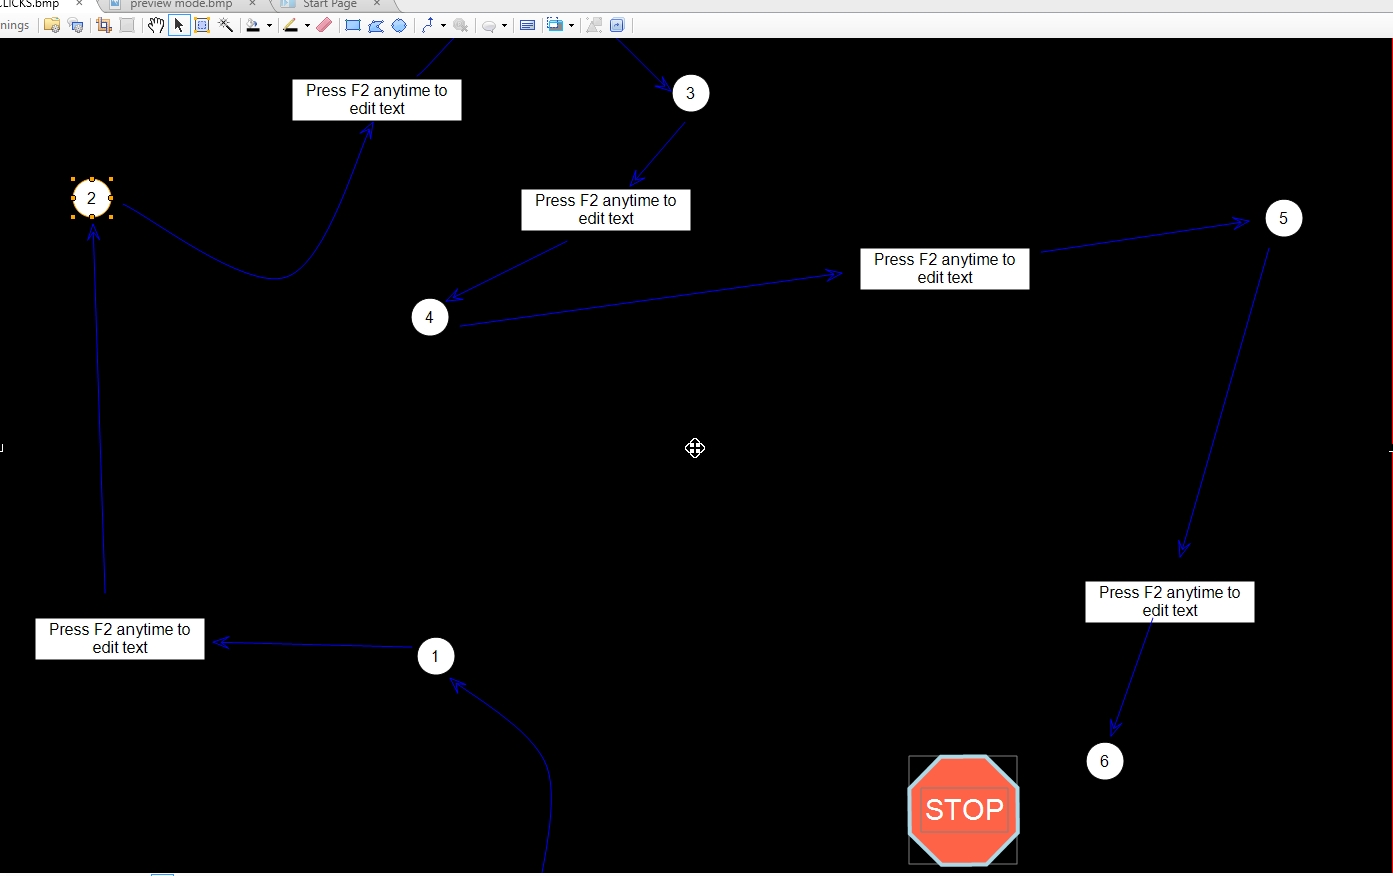 CLICKS.bmp
preview mode.bmp
Start Page
nings
Press F2 anytime to
edit text
3
2
Press F2 anytime to
edit text
5
Press F2 anytime to
edit text
4
Press F2 anytime to
edit text
Press F2 anytime to
edit text
1
6
STOP